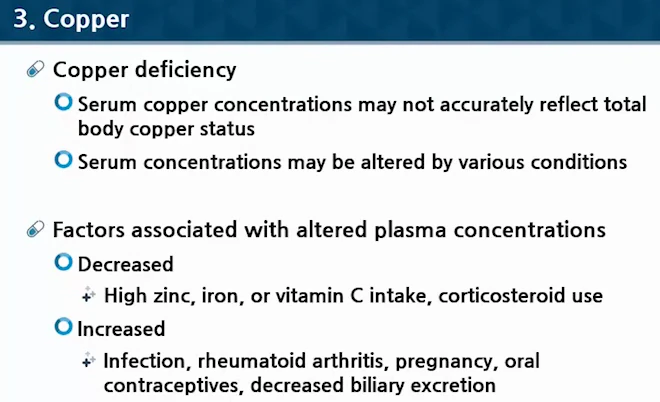 3. Copper
Copper deficiency
Serum copper concentrations may not accurately reflect total
body copper status
Serum concentrations may be altered by various conditions
Factors associated with altered plasma concentrations
Decreased
High zinc, iron, or vitamin C intake, corticosteroid use
Increased
Infection, rheumatoid arthritis, pregnancy, oral
contraceptives, decreased biliary excretion